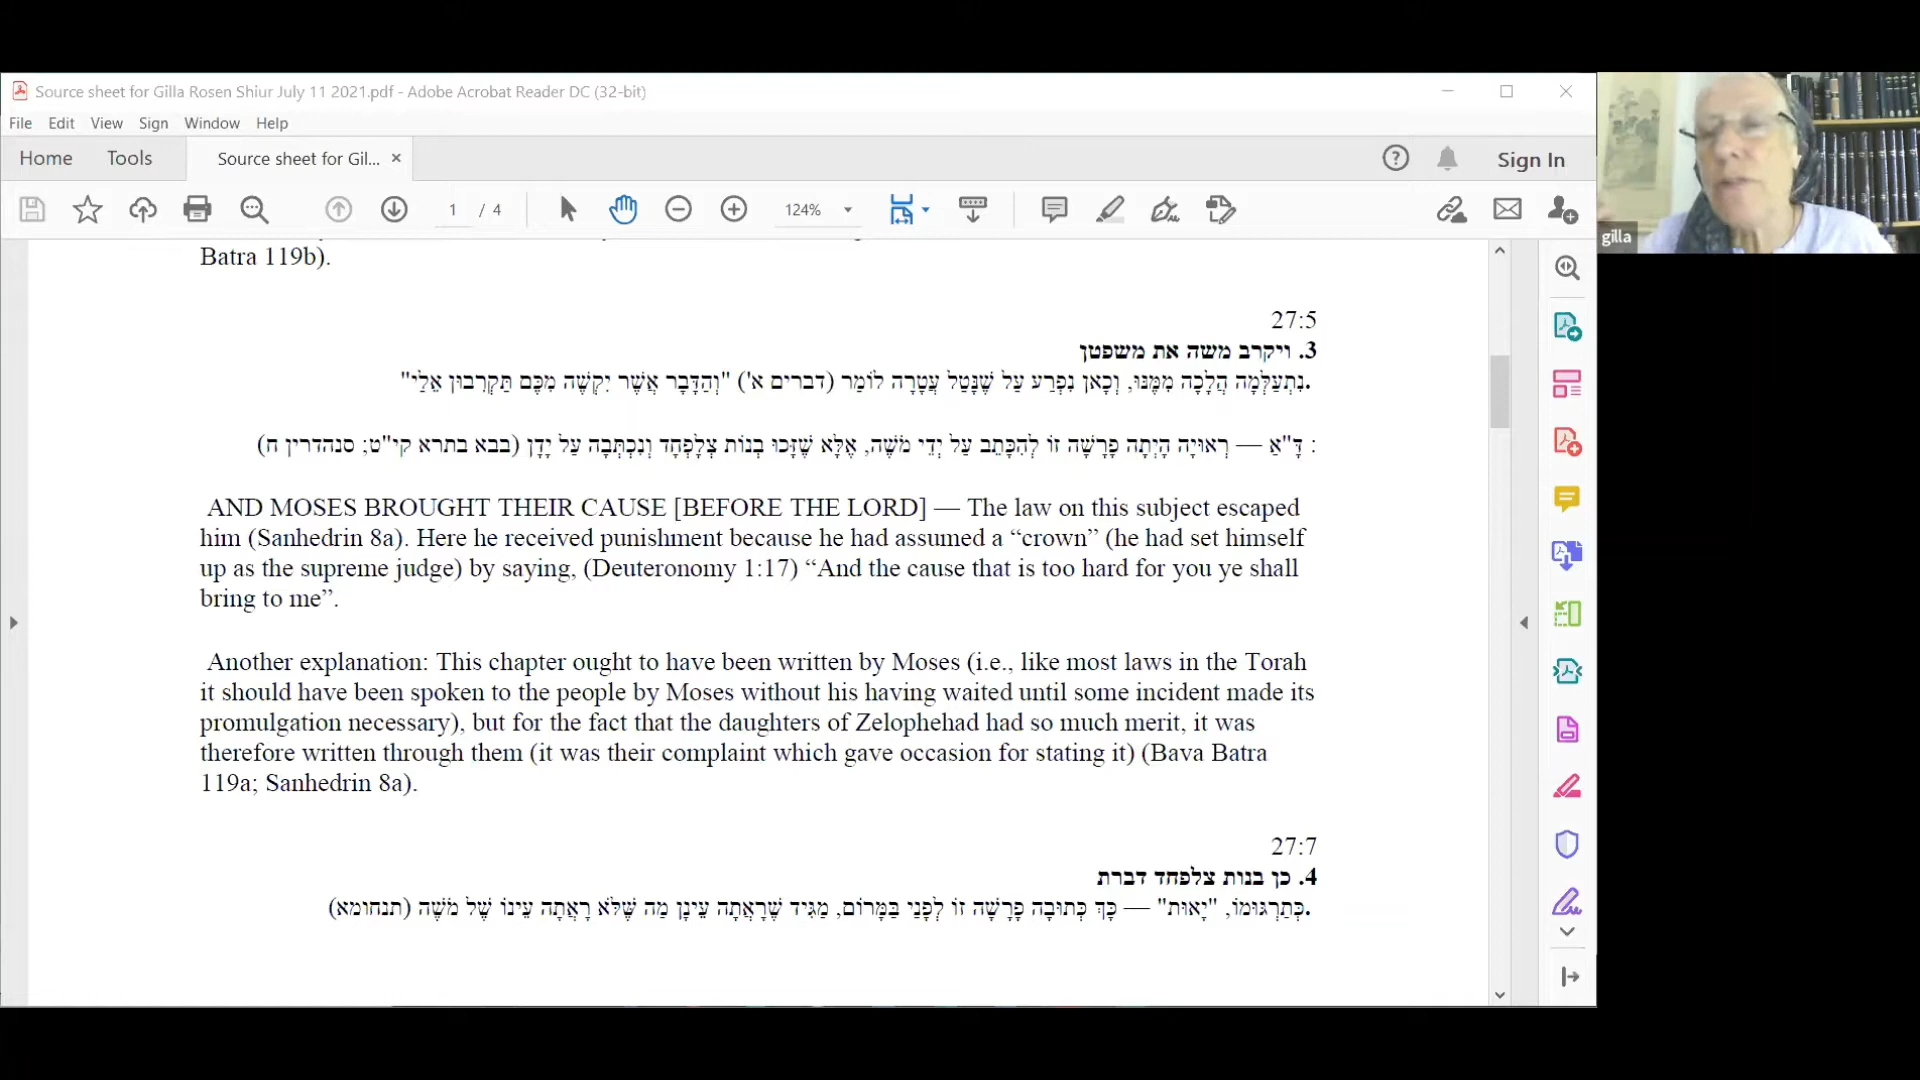 Source sheet for Gilla Rosen Shiur July 11 2021.pdf - Adobe Acrobat Reader DC (32-bit)
File Edit View Sign Window Help
Home Tools Source sheet for Gil... × Sign In
1 / 4 124%
gilla
Batra 119b).
27:5
3. ויקרב משה את משפטן
.נִתְעַלְּמָה הֲלָכָה מִמֶּנּוּ, וְכָאן נִפְרַע עַל שֶׁנָּטַל עֲטָרָה לוֹמַר (דברים א') "וְהַדָּבָר אֲשֶׁר יִקְשֶׁה מִכֶּם תַּקְרִבוּן אֵלַי"
: דָּ"אַ — רְאוּיָה הָיְתָה פָרָשָׁה זוֹ לְהִכָּתֵב עַל יְדֵי מֹשֶׁה, אֶלָּא שֶׁזָּכוּ בְנוֹת צְלָפְחָד וְנִכְתְּבָה עַל יָדָן (בבא בתרא קי"ט; סנהדרין ח)
AND MOSES BROUGHT THEIR CAUSE [BEFORE THE LORD] — The law on this subject escaped
him (Sanhedrin 8a). Here he received punishment because he had assumed a “crown” (he had set himself
up as the supreme judge) by saying, (Deuteronomy 1:17) “And the cause that is too hard for you ye shall
bring to me”.
Another explanation: This chapter ought to have been written by Moses (i.e., like most laws in the Torah
it should have been spoken to the people by Moses without his having waited until some incident made its
promulgation necessary), but for the fact that the daughters of Zelophehad had so much merit, it was
therefore written through them (it was their complaint which gave occasion for stating it) (Bava Batra
119a; Sanhedrin 8a).
27:7
4. כן בנות צלפחד דברת
.כְּתַרְגּוּמוֹ, "יָאוּת" — כָּךְ כְּתוּבָה פָרָשָׁה זוֹ לְפָנַי בַּמָּרוֹם, מַגִּיד שֶׁרָאֲתָה עֵינָן מַה שֶּׁלֹּא רָאֲתָה עֵינוֹ שֶׁל מֹשֶׁה (תנחומא)